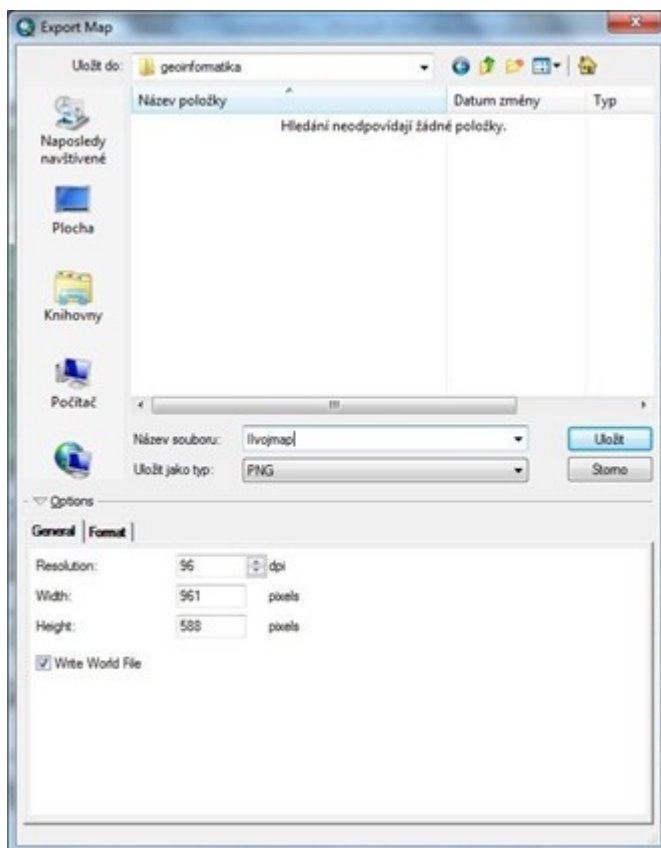 Export Map
Uložit do: geoinformatika
Název položky Datum změny Typ
Hledání neodpovídají žádné položky.
Naposledy
navštívené
Plocha
Knihovny
Počítač
Název souboru: IIvojmap Uložit
Uložit jako typ: PNG Storno
Options
General Format
Resolution: 96 dpi
Width: 961 pixels
Height: 588 pixels
Write World File